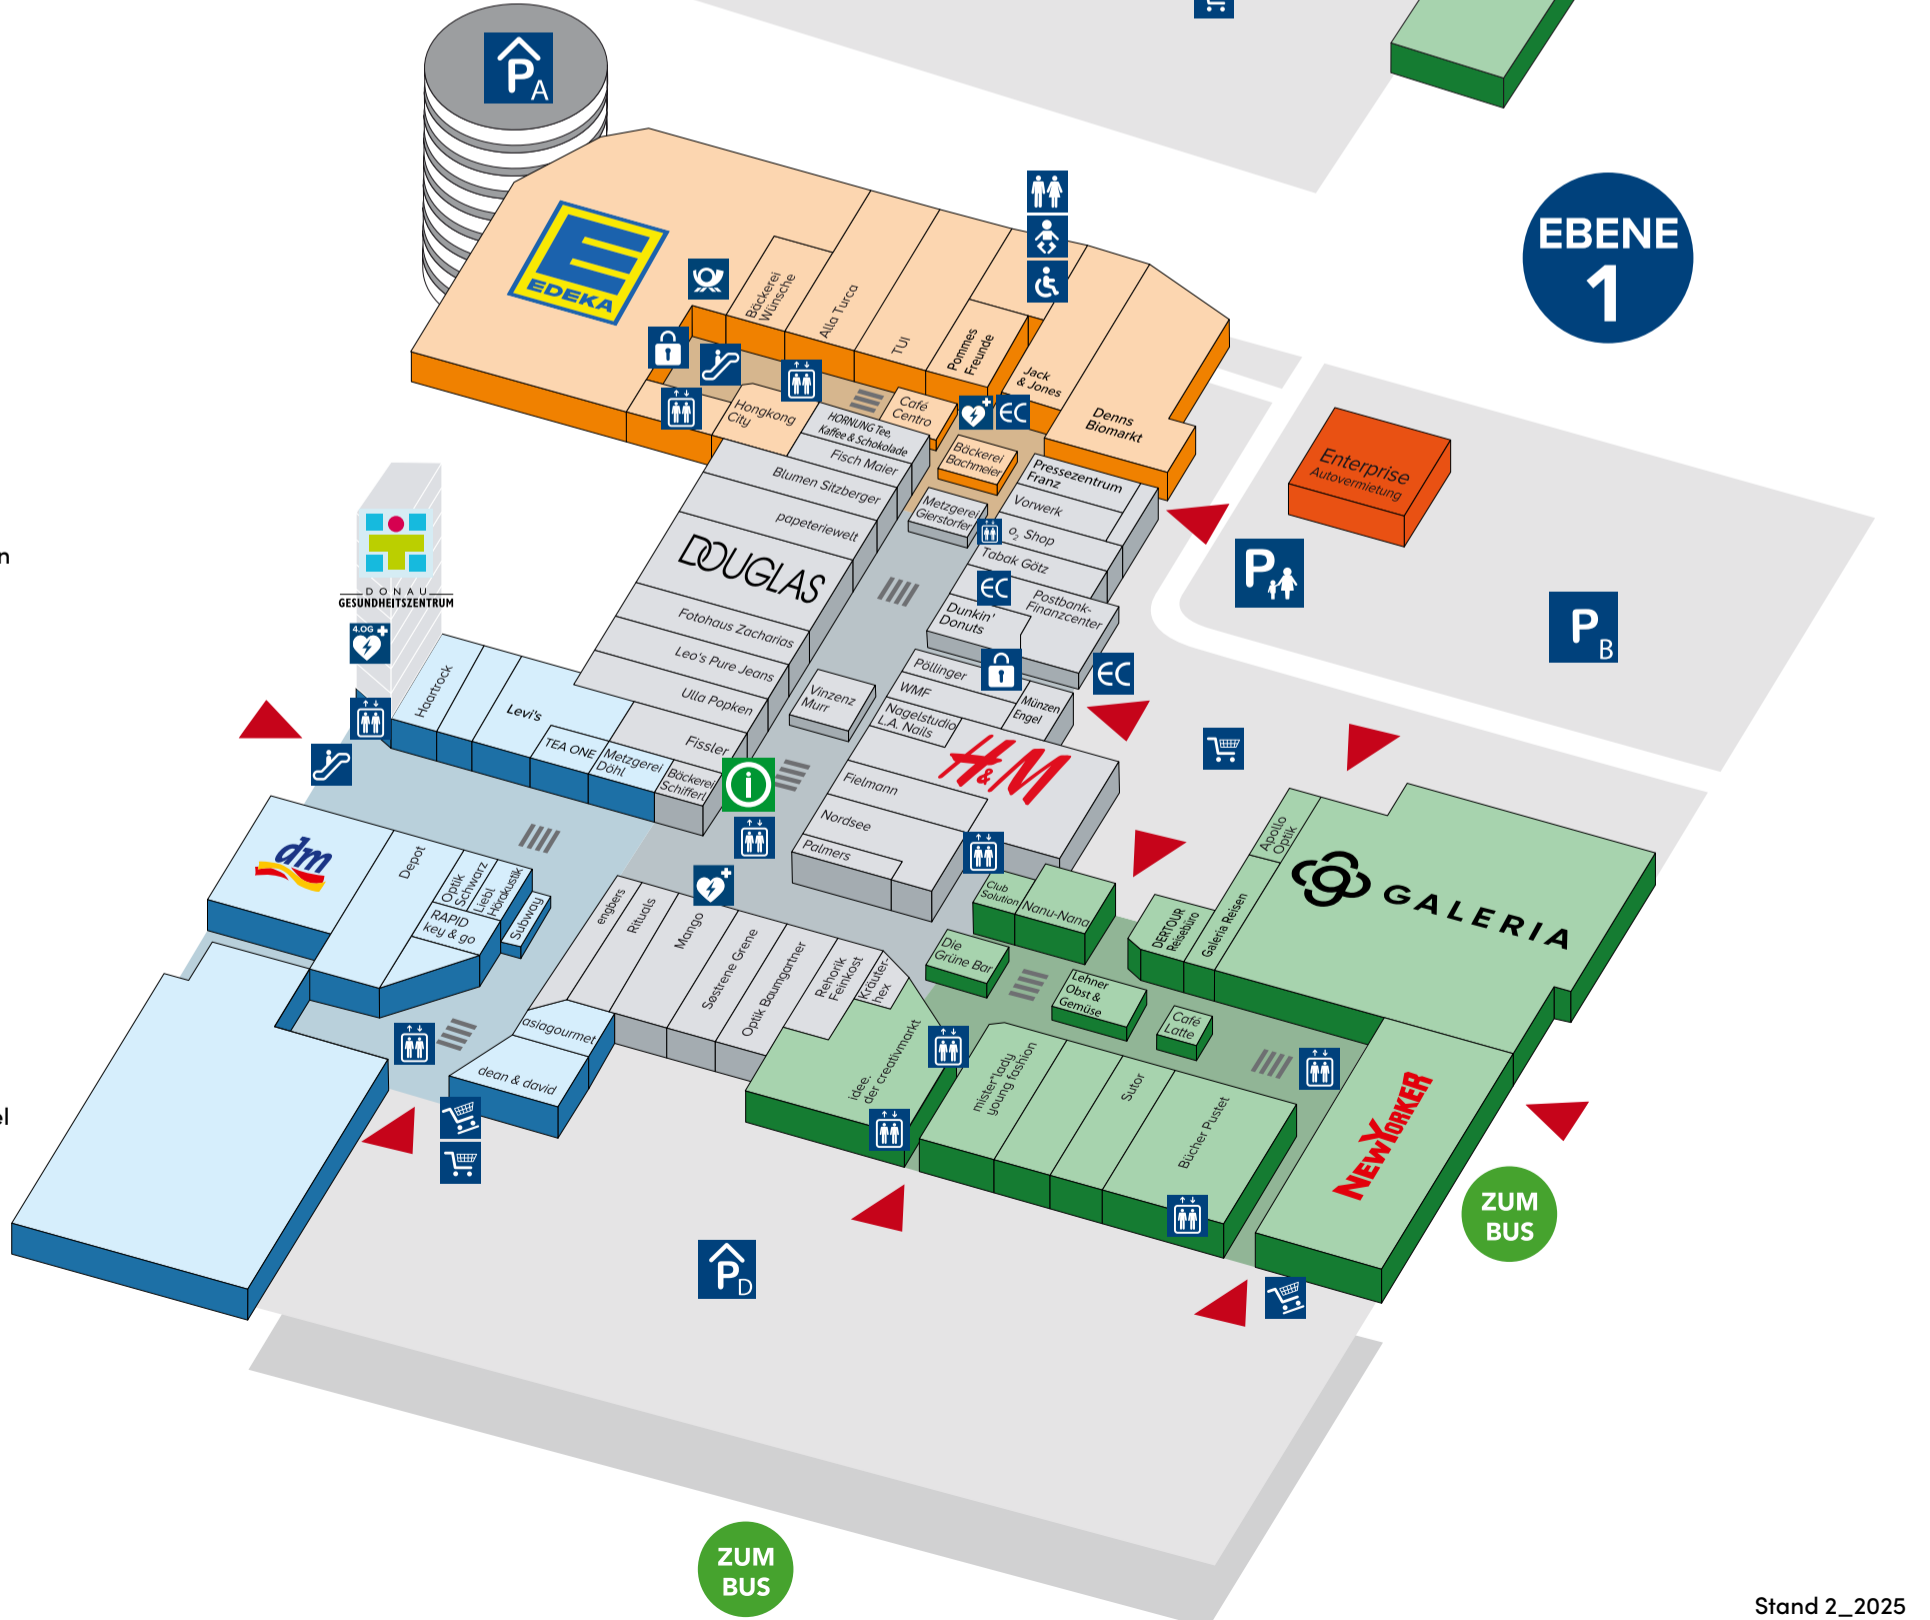 P A
EBENE
1
EDEKA
Bäckerei
Wünsche
Alla Turca
TUI
Pommes
Freunde
Jack
& Jones
Denns
Biomarkt
Hongkong
City
HORNUNG Tee,
Kaffee & Schokolade
Café
Centro
EC
Bäckerei
Bachmeier
Fisch Maier
Blumen Sitzberger
papeteriewelt
DOUGLAS
Fotohaus Zacharias
Leo's Pure Jeans
Ulla Popken
Fissler
Metzgerei
Gierstorfer
Pressezentrum
Franz
Vorwerk
o2 Shop
Tabak Götz
EC
Postbank-
Finanzcenter
Dunkin'
Donuts
EC
Enterprise
Autovermietung
P
P B
n
DONAU
GESUNDHEITSZENTRUM
4.OG
Haartrock
Levi's
TEA ONE
Metzgerei
Döhl
Bäckerei
Schifferl
i
Vinzenz
Murr
Pöllinger
WMF
Nagelstudio
L.A. Nails
Münzen
Engel
H&M
Fielmann
Nordsee
Palmers
dm
Depot
Optik
Schwarz
Liebl
Hörakustik
RAPID
key & go
Subway
engbers
Rituals
Mango
Søstrene Grene
Optik Baumgartner
Rehorik
Feinkost
Kräuter-
hex
asiagourmet
dean & david
Club
Solution
Nanu-Nana
Die
Grüne Bar
Lehner
Obst &
Gemüse
Café
Latte
DERTOUR
Reisebüro
Galeria Reisen
Apollo
Optik
GALERIA
idee.
der creativmarkt
mister*lady
young fashion
Sutor
Bücher Pustet
NEWYORKER
el
P D
ZUM
BUS
ZUM
BUS
Stand 2_2025